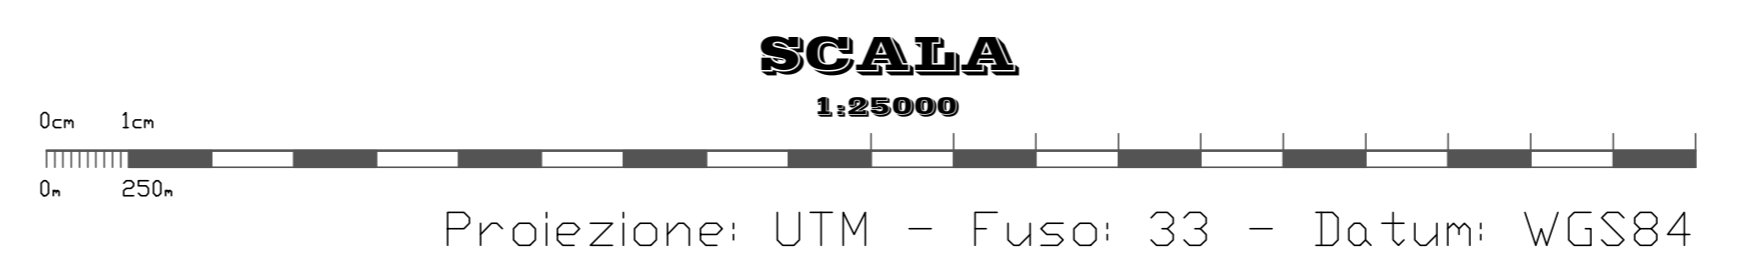 SCALA
1:25000
0cm 1cm
0m 250m
Proiezione: UTM - Fuso: 33 - Datum: WGS84